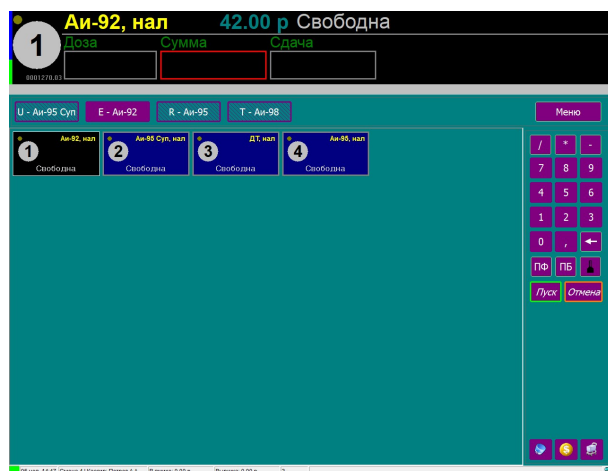 1 Аи-92, нал 42.00 р Свободна
Доза Сумма Сдача
0001270.03
U - Аи-95 Суп E - Аи-92 R - Аи-95 T - Аи-98 Меню
Аи-92, нал Аи-95 Суп, нал ДТ, нал Аи-95, нал
1 2 3 4
Свободна Свободна Свободна Свободна
/ * -
7 8 9
4 5 6
1 2 3
0 , ←
ПФ ПБ
Пуск Отмена